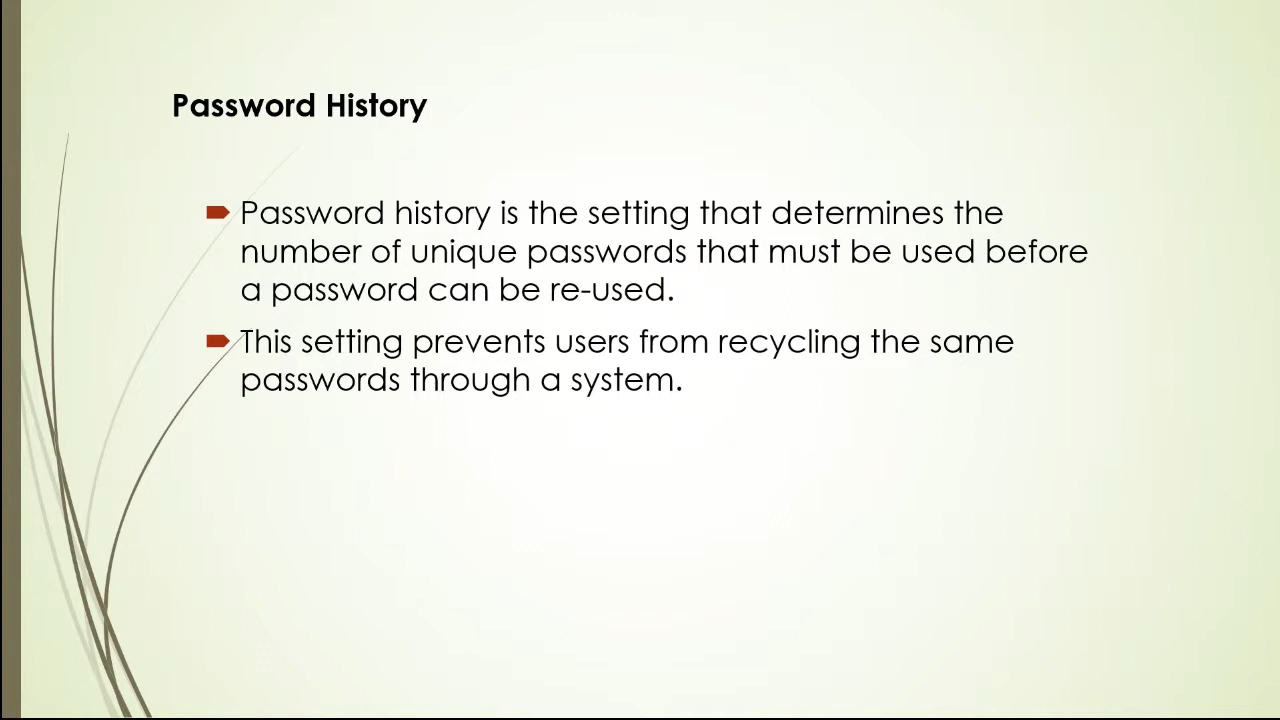 Password History
Password history is the setting that determines the
number of unique passwords that must be used before
a password can be re-used.
This setting prevents users from recycling the same
passwords through a system.